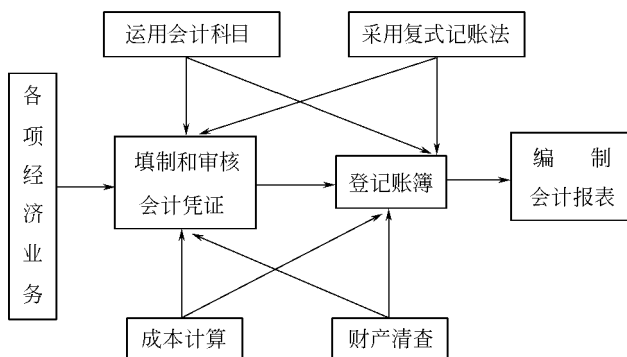 运用会计科目
采用复式记账法
各项经济业务
填制和审核
会计凭证
登记账簿
编 制
会计报表
成本计算
财产清查